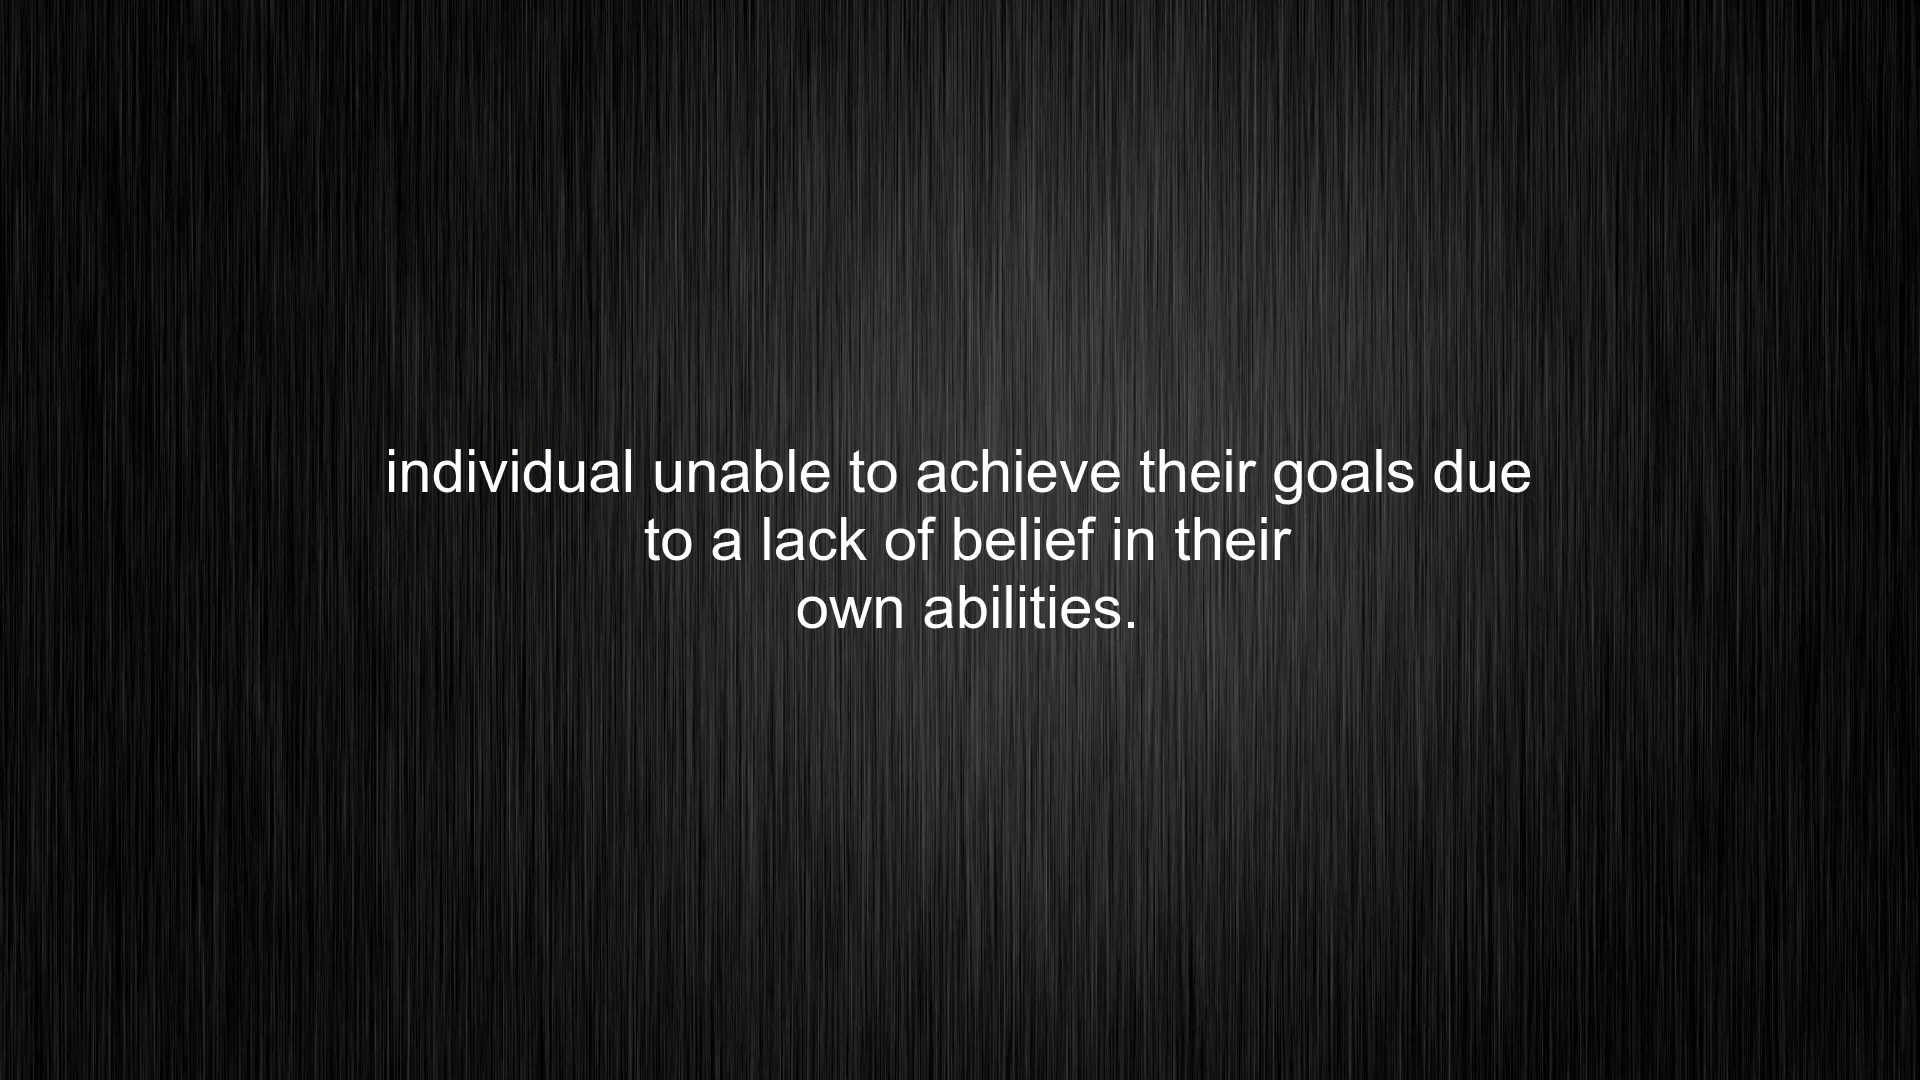 individual unable to achieve their goals due
to a lack of belief in their
own abilities.